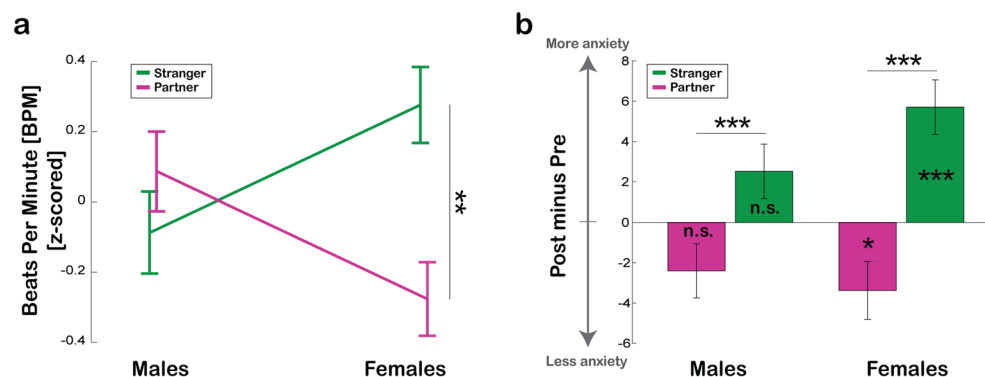 a
Beats Per Minute [BPM]
[z-scored]
0.4
0.2
0
-0.2
-0.4
Stranger
Partner
**
Males
Females
b
More anxiety
Less anxiety
Post minus Pre
8
6
4
2
0
-2
-4
-6
Stranger
Partner
***
***
n.s.
n.s.
***
*
Males
Females